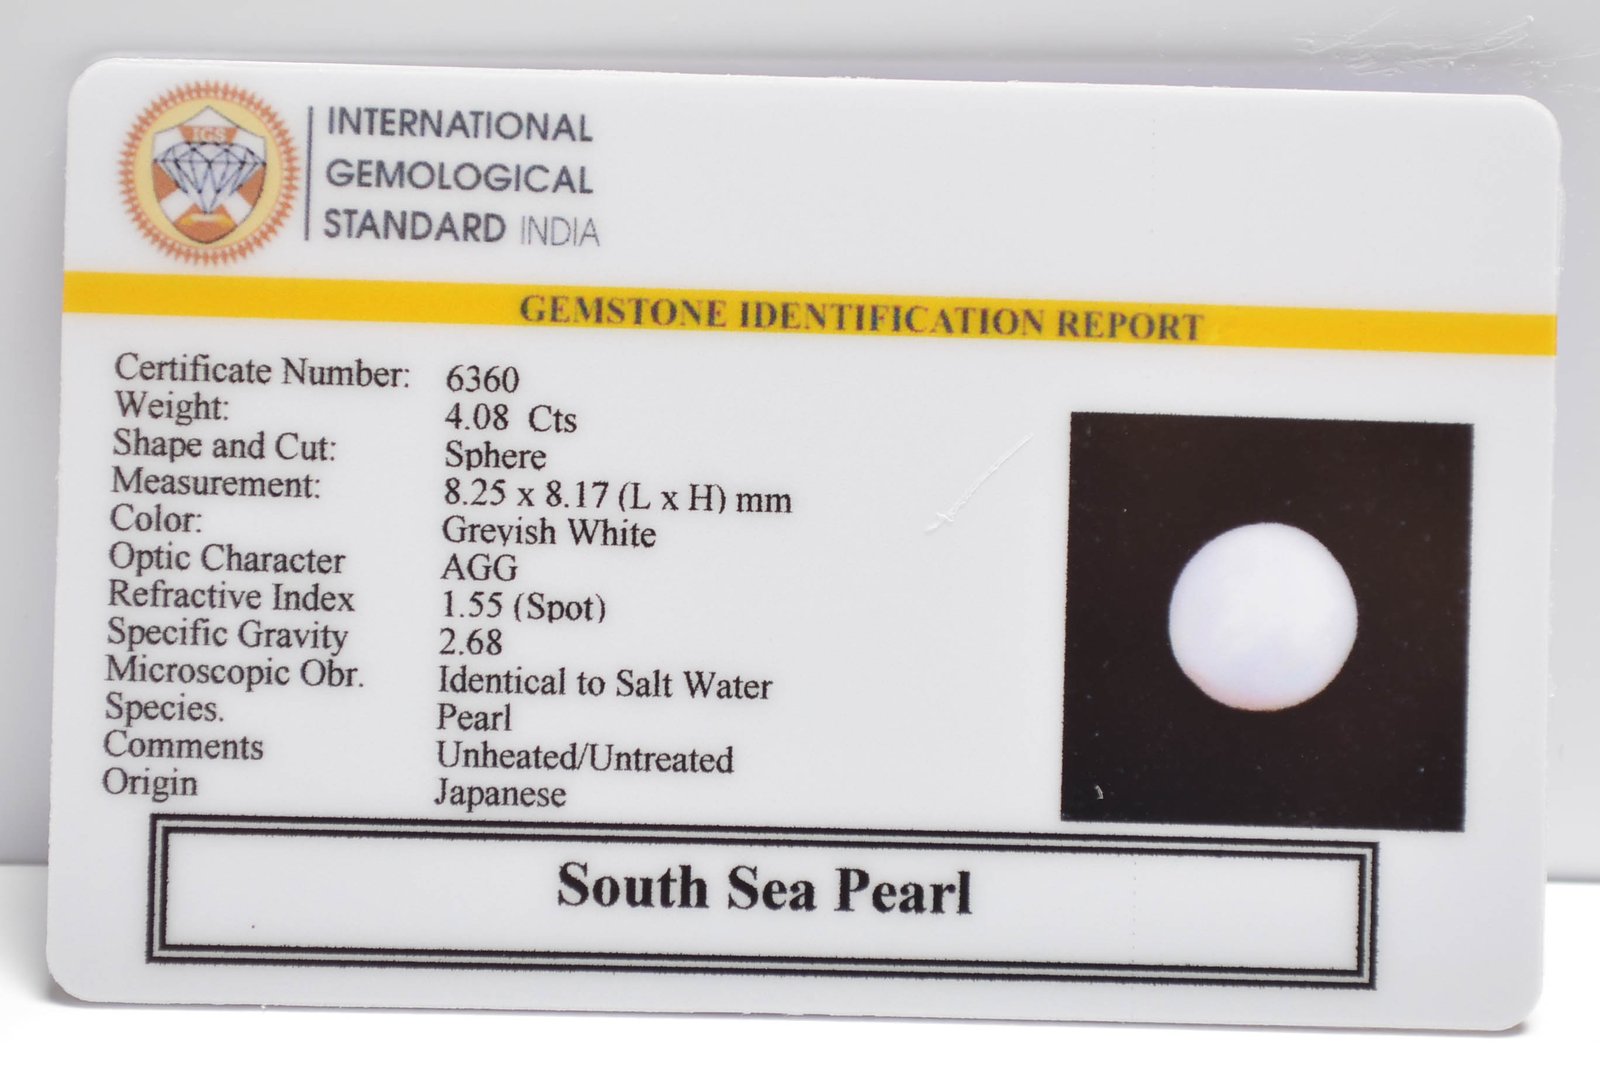 IGS
INTERNATIONAL
GEMOLOGICAL
STANDARD INDIA
GEMSTONE IDENTIFICATION REPORT
Certificate Number: 6360
Weight: 4.08 Cts
Shape and Cut: Sphere
Measurement: 8.25 x 8.17 (L x H) mm
Color: Greyish White
Optic Character AGG
Refractive Index 1.55 (Spot)
Specific Gravity 2.68
Microscopic Obr. Identical to Salt Water
Species. Pearl
Comments Unheated/Untreated
Origin Japanese
South Sea Pearl